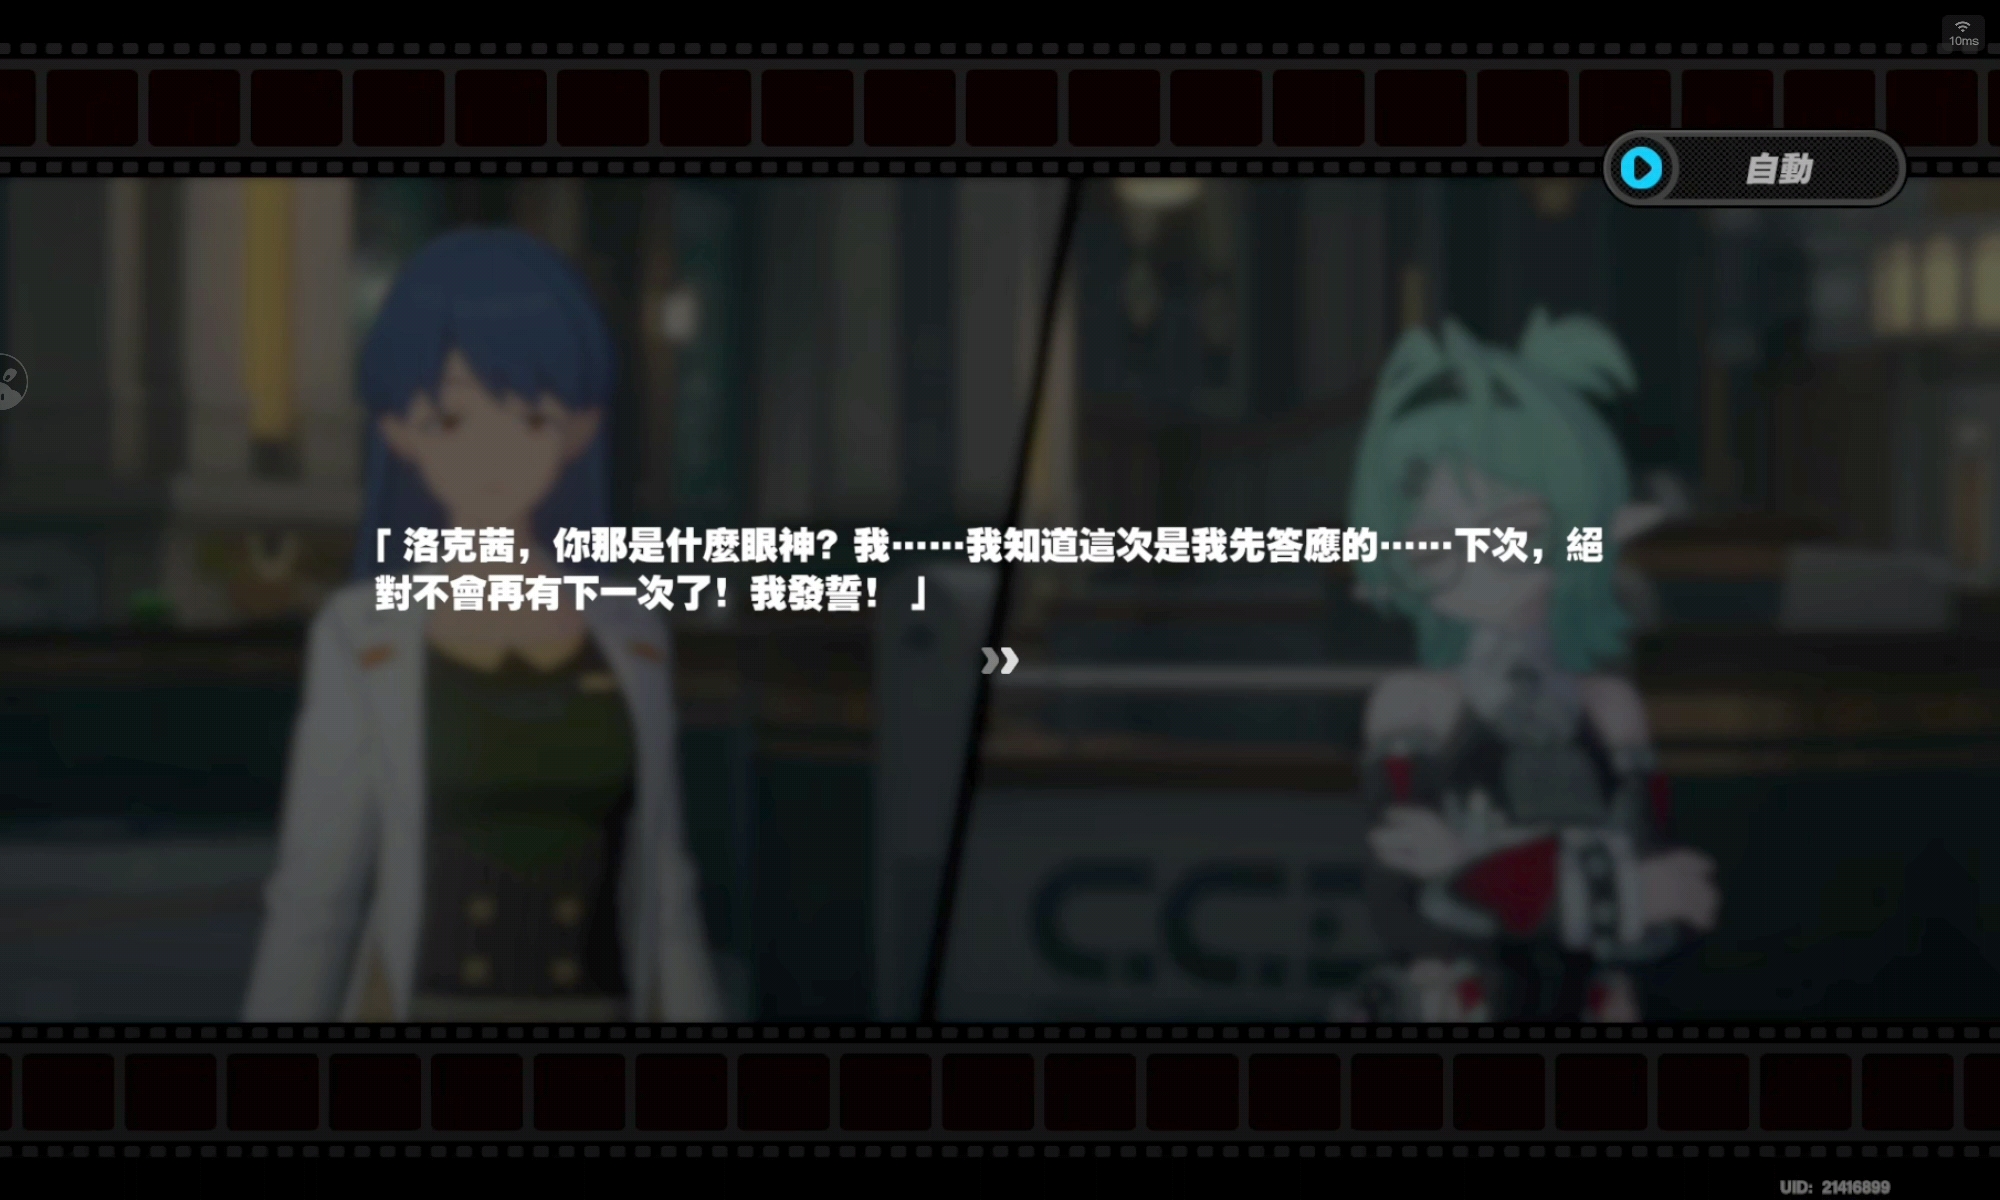 10ms
自動
「 洛克茜，你那是什麼眼神？我……我知道這次是我先答應的……下次，絕
對不會再有下一次了！我發誓！ 」
C.C.
UID: 21416899